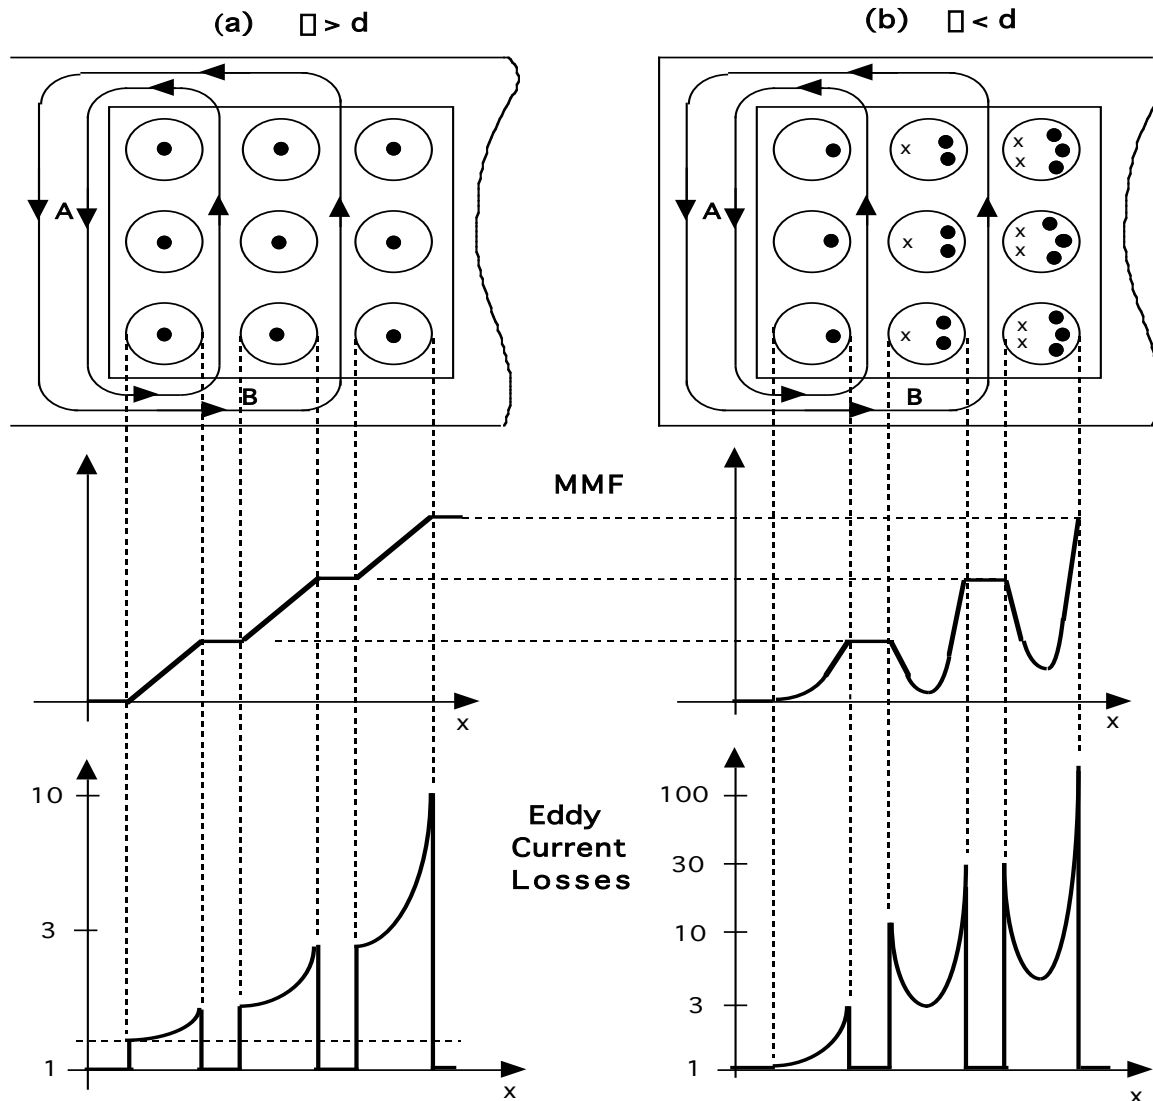 (a) ▯ > d
(b) ▯ < d
A
B
x x x
x
A
x x
x
x x
x
B
MMF
x
x
10
3
1
x
Eddy
Current
Losses
100
30
10
3
1
x